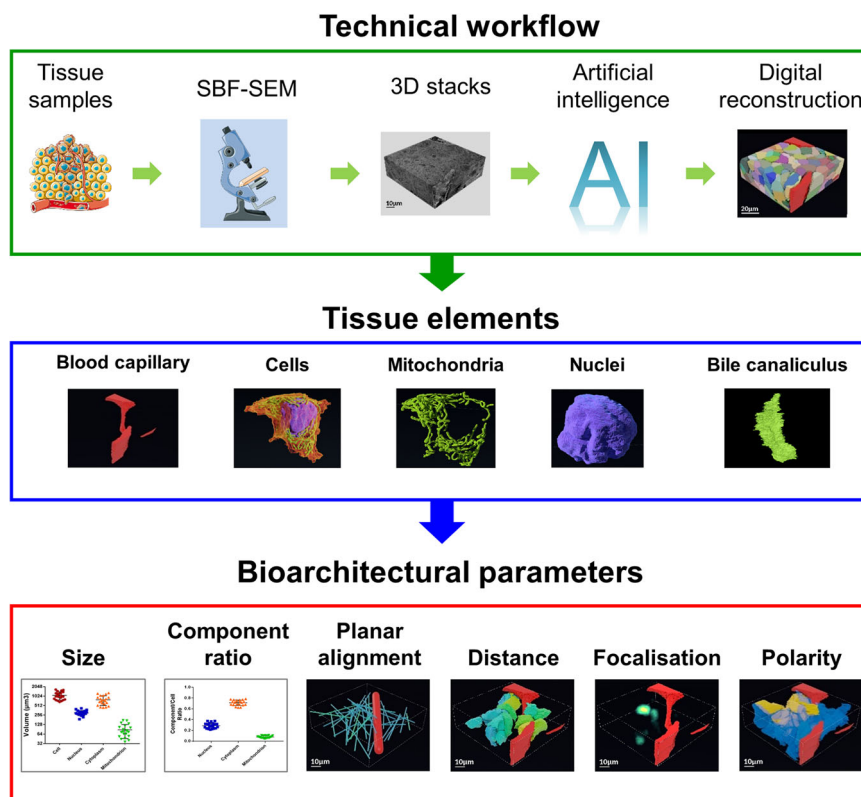 Technical workflow
Tissue samples
SBF-SEM
3D stacks
Artificial intelligence
Digital reconstruction
10μm
AI
20μm
Tissue elements
Blood capillary
Cells
Mitochondria
Nuclei
Bile canaliculus
Bioarchitectural parameters
Size
Component ratio
Planar alignment
Distance
Focalisation
Polarity
Volume (μm3)
2048
1024
512
256
128
64
32
Cell
Nucleus
Cytoplasm
Mitochondrion
Component/Cell Ratio
1.0
0.8
0.6
0.4
0.2
0.0
Nucleus
Cytoplasm
Mitochondrion
10μm
10μm
10μm
10μm